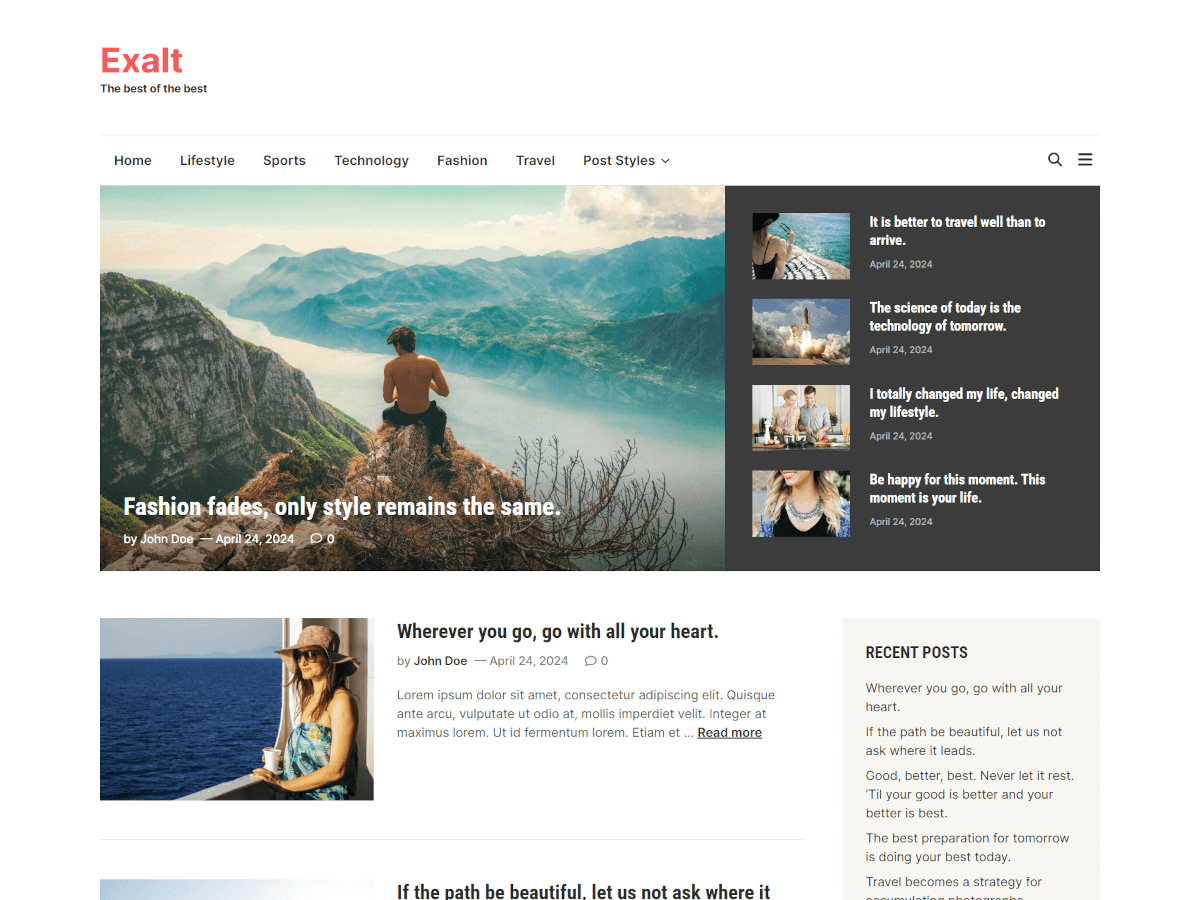 Exalt
The best of the best
Home Lifestyle Sports Technology Fashion Travel Post Styles
Fashion fades, only style remains the same.
by John Doe — April 24, 2024 0
It is better to travel well than to
arrive.
April 24, 2024
The science of today is the
technology of tomorrow.
April 24, 2024
I totally changed my life, changed
my lifestyle.
April 24, 2024
Be happy for this moment. This
moment is your life.
April 24, 2024
Wherever you go, go with all your heart.
by John Doe — April 24, 2024 0
Lorem ipsum dolor sit amet, consectetur adipiscing elit. Quisque
ante arcu, vulputate ut odio at, mollis imperdiet velit. Integer at
maximus lorem. Ut id fermentum lorem. Etiam et ... Read more
If the path be beautiful, let us not ask where it
RECENT POSTS
Wherever you go, go with all your
heart.
If the path be beautiful, let us not
ask where it leads.
Good, better, best. Never let it rest.
‘Til your good is better and your
better is best.
The best preparation for tomorrow
is doing your best today.
Travel becomes a strategy for
accumulating photographs.